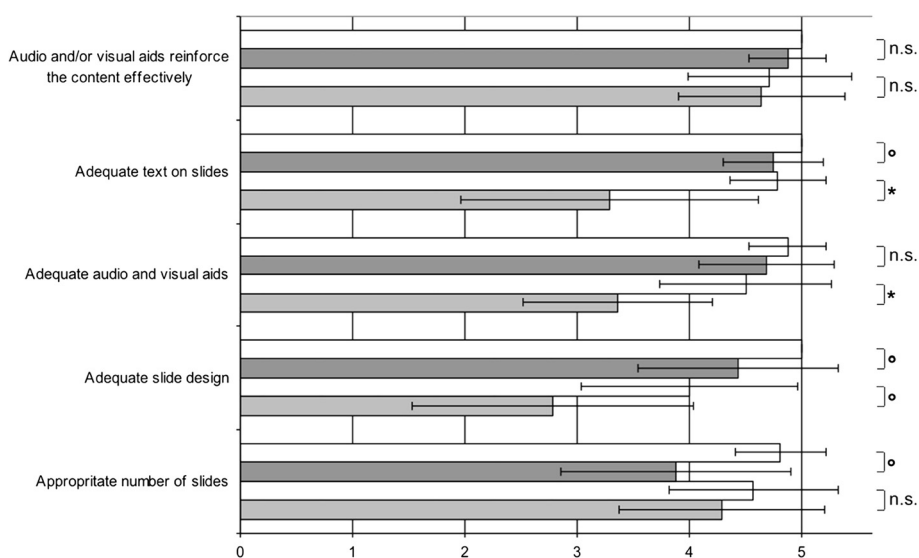 Audio and/or visual aids reinforce
the content effectively
n.s.
n.s.
Adequate text on slides
°
*
Adequate audio and visual aids
n.s.
*
Adequate slide design
°
°
Appropritate number of slides
°
n.s.
0 1 2 3 4 5